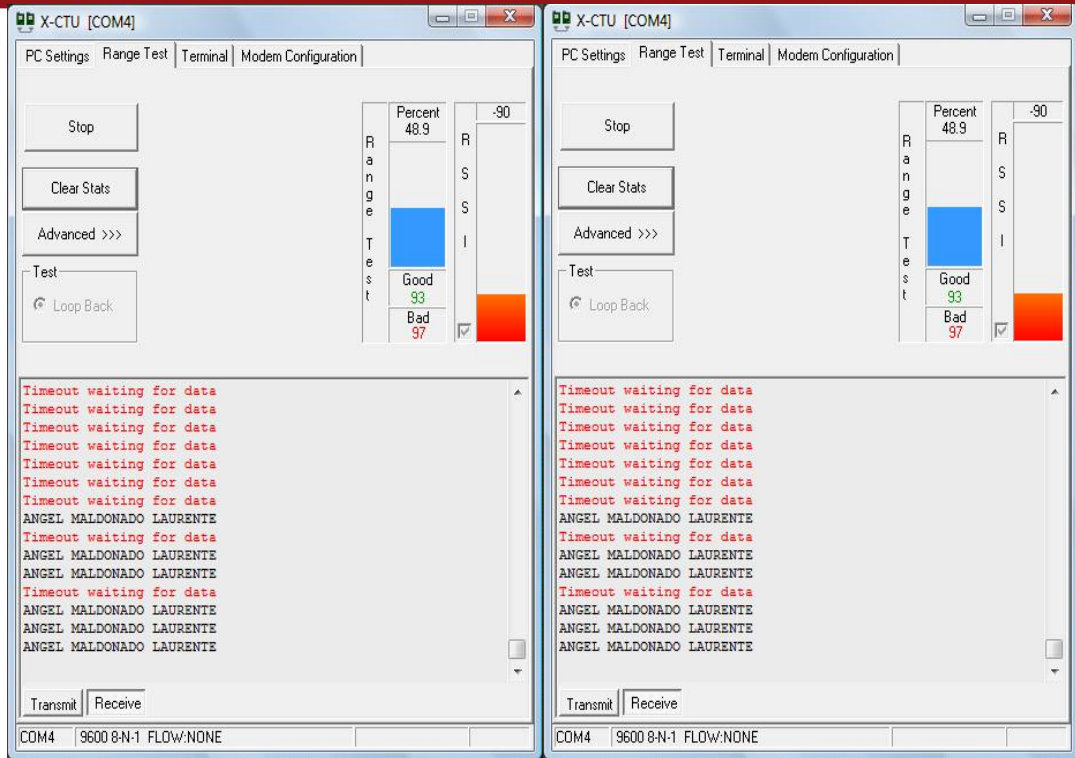 X-CTU [COM4]
PC Settings Range Test Terminal Modem Configuration
Stop
Clear Stats
Advanced >>>
Test
Loop Back
Range Test
Percent
48.9
Good
93
Bad
97
RSSI
-90
Timeout waiting for data
Timeout waiting for data
Timeout waiting for data
Timeout waiting for data
Timeout waiting for data
Timeout waiting for data
Timeout waiting for data
ANGEL MALDONADO LAURENTE
Timeout waiting for data
ANGEL MALDONADO LAURENTE
ANGEL MALDONADO LAURENTE
Timeout waiting for data
ANGEL MALDONADO LAURENTE
ANGEL MALDONADO LAURENTE
ANGEL MALDONADO LAURENTE
Transmit Receive
COM4 9600 8-N-1 FLOW:NONE
X-CTU [COM4]
PC Settings Range Test Terminal Modem Configuration
Stop
Clear Stats
Advanced >>>
Test
Loop Back
Range Test
Percent
48.9
Good
93
Bad
97
RSSI
-90
Timeout waiting for data
Timeout waiting for data
Timeout waiting for data
Timeout waiting for data
Timeout waiting for data
Timeout waiting for data
Timeout waiting for data
ANGEL MALDONADO LAURENTE
Timeout waiting for data
ANGEL MALDONADO LAURENTE
ANGEL MALDONADO LAURENTE
Timeout waiting for data
ANGEL MALDONADO LAURENTE
ANGEL MALDONADO LAURENTE
ANGEL MALDONADO LAURENTE
Transmit Receive
COM4 9600 8-N-1 FLOW:NONE